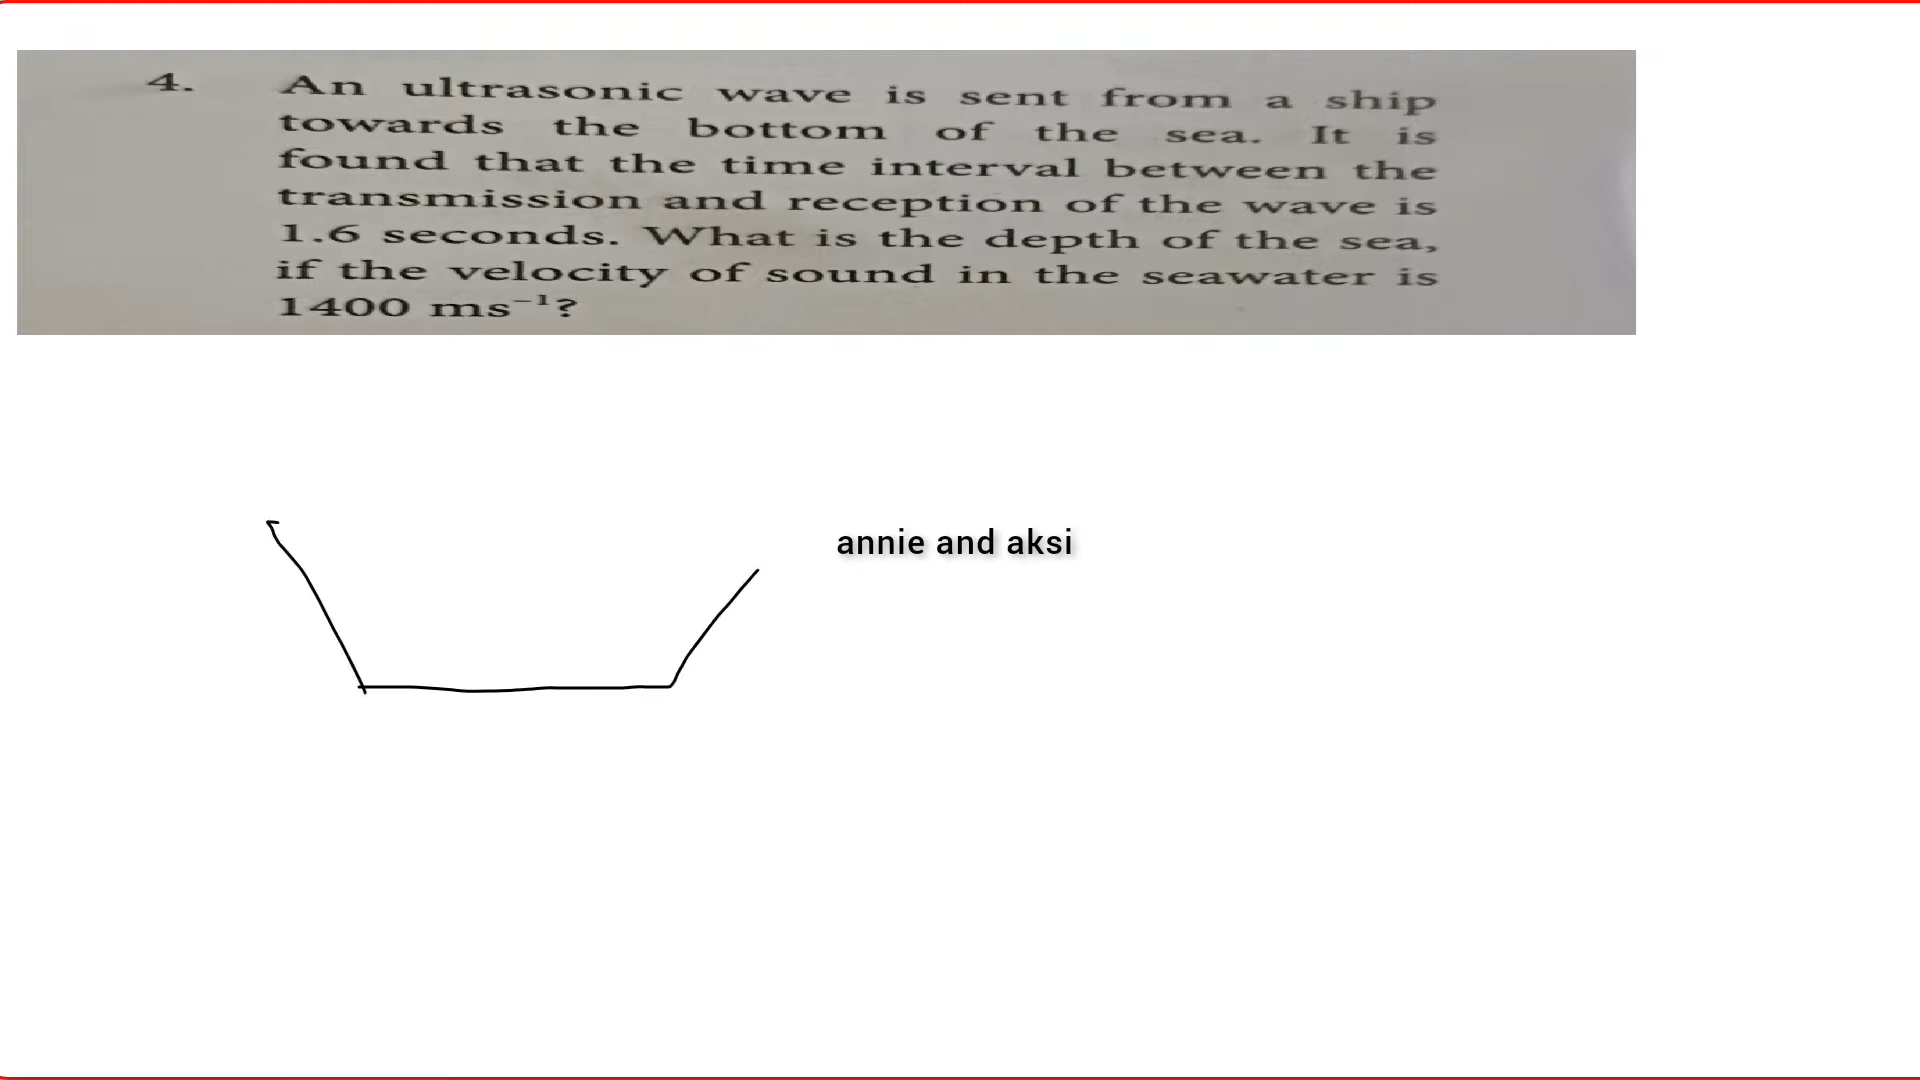 4. An ultrasonic wave is sent from a ship
towards the bottom of the sea. It is
found that the time interval between the
transmission and reception of the wave is
1.6 seconds. What is the depth of the sea,
if the velocity of sound in the seawater is
1400 ms⁻¹?
annie and aksi